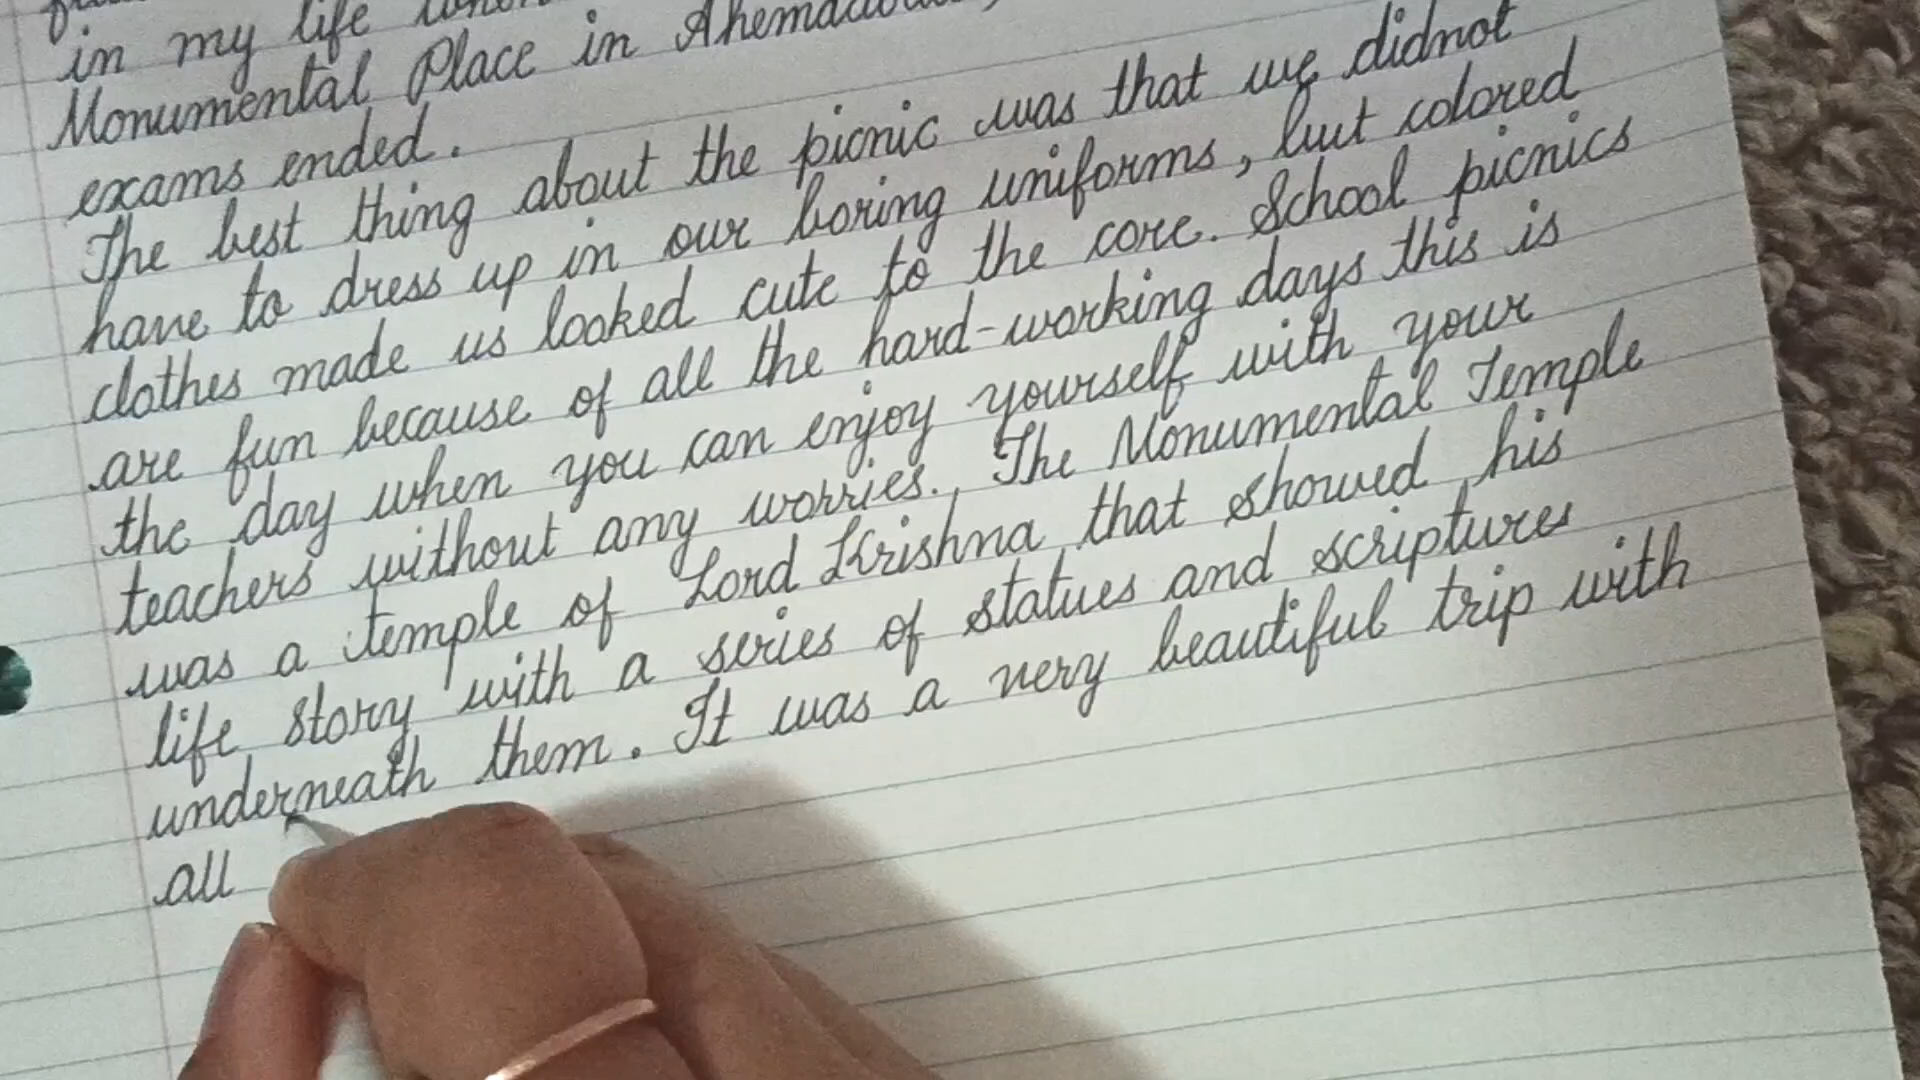 in my life when
Monumental Place in Ahemadabad,
exams ended.
The best thing about the picnic was that we didnot
have to dress up in our boring uniforms, but colored
clothes made us looked cute to the core. School picnics
are fun because of all the hard-working days this is
the day when you can enjoy yourself with your
teachers without any worries. The Monumental Temple
was a temple of Lord Krishna that showed his
life story with a series of statues and scriptures
underneath them. It was a very beautiful trip with
all